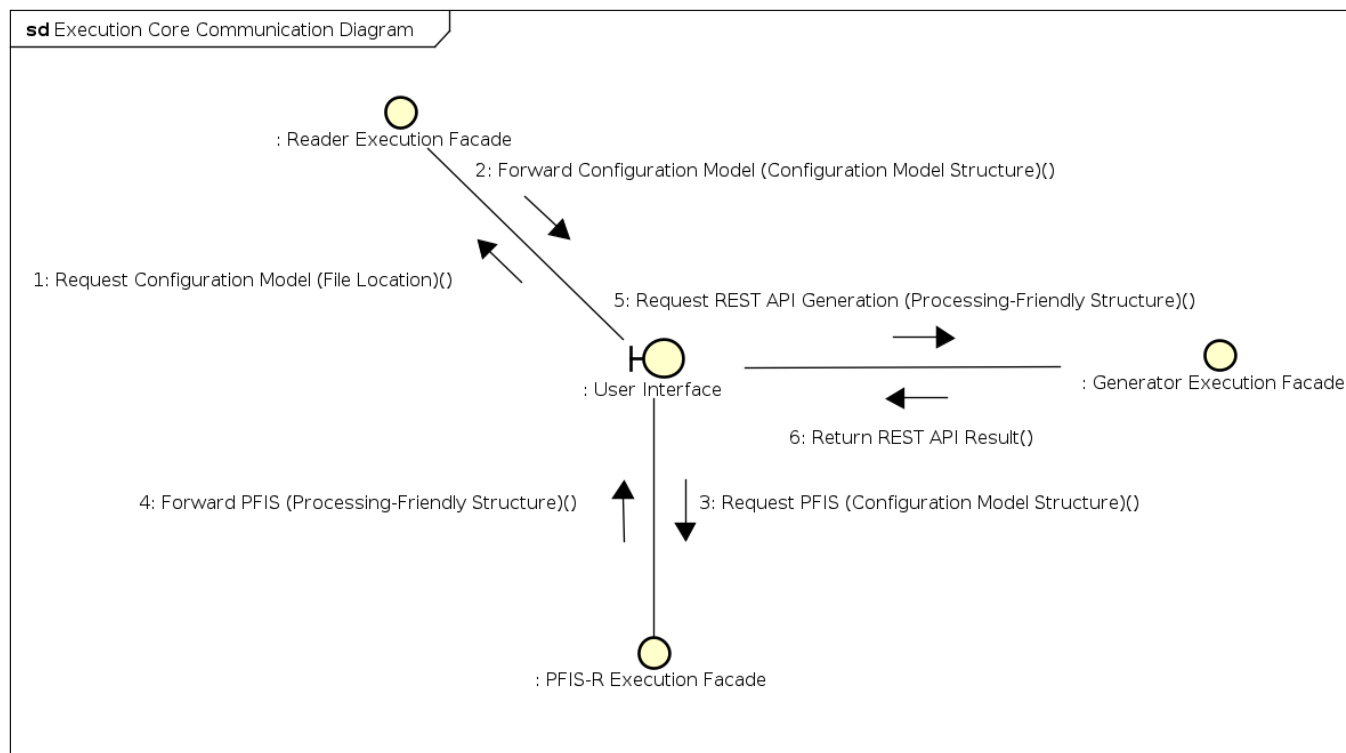 sd Execution Core Communication Diagram
: Reader Execution Facade
2: Forward Configuration Model (Configuration Model Structure)()
1: Request Configuration Model (File Location)()
5: Request REST API Generation (Processing-Friendly Structure)()
: User Interface
: Generator Execution Facade
6: Return REST API Result()
4: Forward PFIS (Processing-Friendly Structure)()
3: Request PFIS (Configuration Model Structure)()
: PFIS-R Execution Facade